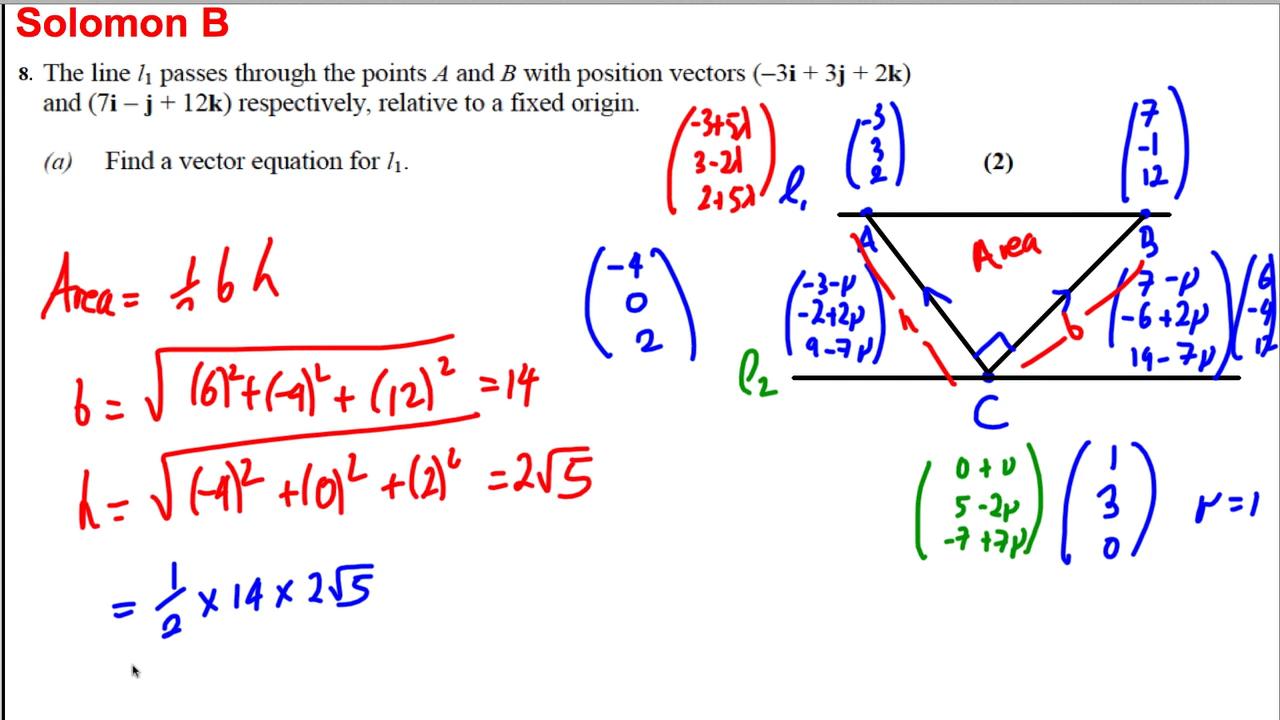 Solomon B
8. The line l₁ passes through the points A and B with position vectors (–3i + 3j + 2k)
and (7i – j + 12k) respectively, relative to a fixed origin.
(a) Find a vector equation for l₁.
(2)
-3+5λ
3-2λ
2+5λ
l₁
-3
3
2
7
-1
12
A
B
Area
Area = ½ b h
-4
0
2
-3-μ
-2+2μ
9-7μ
h
b
7-μ
-6+2μ
19-7μ
6
-4
12
b = √((6)²+(-4)²+(12)²) = 14
l₂
C
h = √((-4)²+(0)²+(2)²) = 2√5
0+μ
5-2μ
-7+7μ
1
3
0
μ=1
= ½ × 14 × 2√5